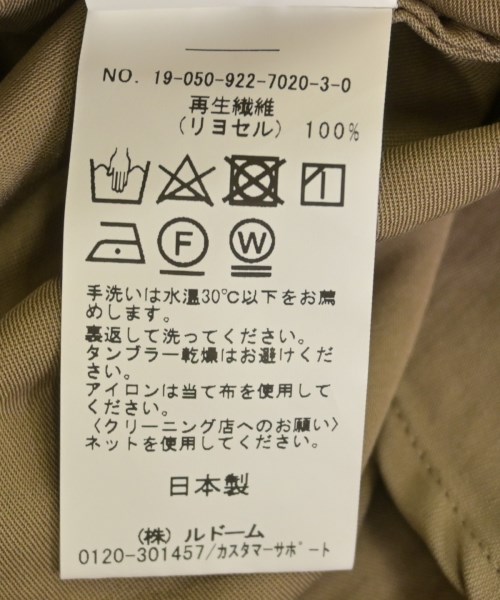 NO. 19-050-922-7020-3-0
再生繊維
(リヨセル) 100%
F
W
手洗いは水温30℃以下をお薦
めします。
裏返して洗ってください。
タンブラー乾燥はお避けくだ
さい。
アイロンは当て布を使用して
ください。
〈クリーニング店へのお願い〉
ネットを使用してください。
日本製
(株) ルドーム
0120-301457/カスタマーサポート